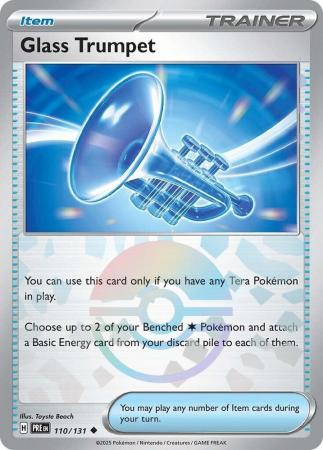 Item
TRAINER
Glass Trumpet
You can use this card only if you have any Tera Pokémon
in play.
Choose up to 2 of your Benched Pokémon and attach
a Basic Energy card from your discard pile to each of them.
Illus. Toyste Beach
H PRE EN 110/131
You may play any number of Item cards during
your turn.
©2025 Pokémon / Nintendo / Creatures / GAME FREAK